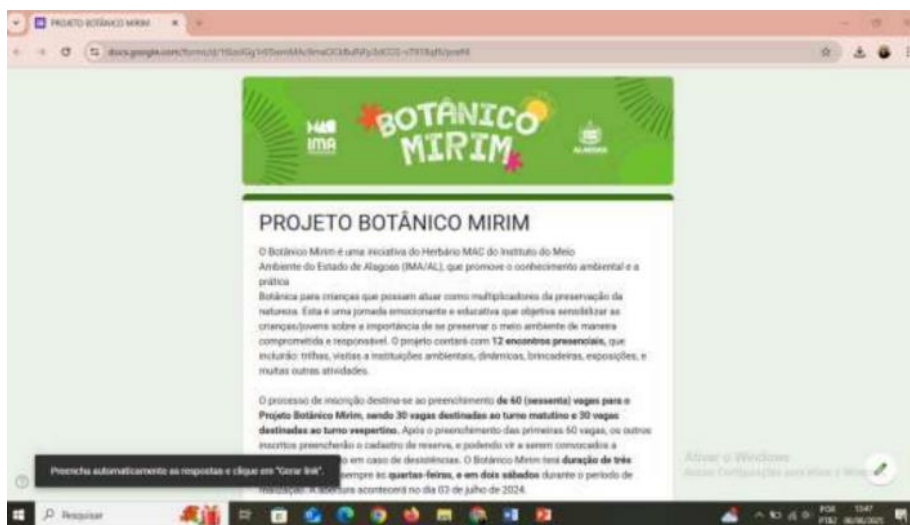 PROJETO BOTÂNICO MIRIM
IMA
BOTÂNICO
MIRIM
ALAGOAS
PROJETO BOTÂNICO MIRIM
O Botânico Mirim é uma iniciativa do Herbário MAC do Instituto do Meio
Ambiente do Estado de Alagoas (IMA/AL), que promove o conhecimento ambiental e a
prática
Botânica para crianças que possam atuar como multiplicadores da preservação da
natureza. Esta é uma jornada emocionante e educativa que objetiva sensibilizar as
crianças/jovens sobre a importância de se preservar o meio ambiente de maneira
comprometida e responsável. O projeto contará com 12 encontros presenciais, que
incluirão: trilhas, visitas a instituições ambientais, dinâmicas, brincadeiras, exposições, e
muitas outras atividades.
O processo de inscrição destina-se ao preenchimento de 60 (sessenta) vagas para o
Projeto Botânico Mirim, sendo 30 vagas destinadas ao turno matutino e 30 vagas
destinadas ao turno vespertino. Após o preenchimento das primeiras 60 vagas, os outros
inscritos preencherão o cadastro de reserva, e podendo vir a serem convocados a
em caso de desistências. O Botânico Mirim terá duração de três
sempre às quartas-feiras, e em dois sábados durante o período de
realização. A abertura acontecerá no dia 03 de julho de 2024.
Preencha automaticamente as respostas e clique em "Gerar link".
Ativar o Windows
Pesquisar
POR
PTB2